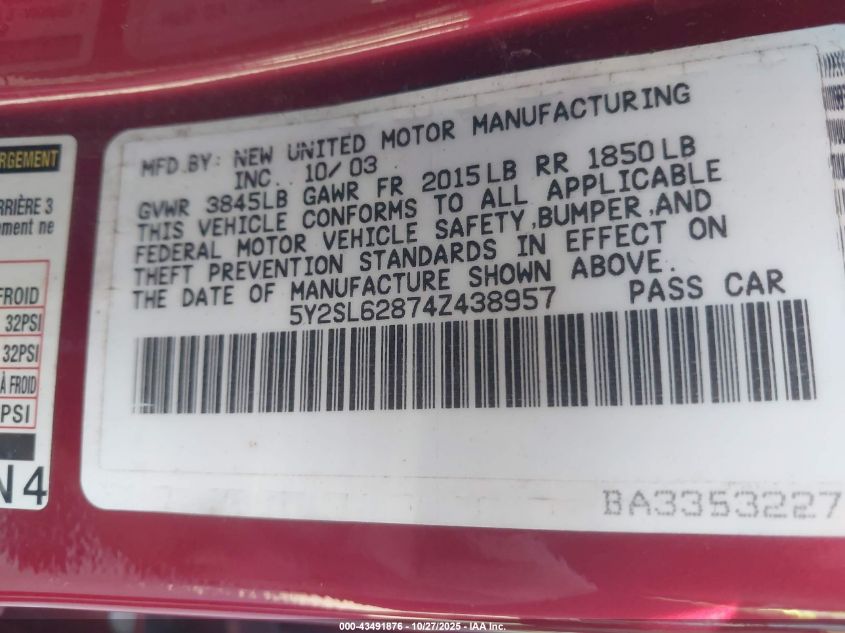 MFD.BY: NEW UNITED MOTOR MANUFACTURING
INC. 10/03
GVWR 3845LB GAWR FR 2015LB RR 1850LB
THIS VEHICLE CONFORMS TO ALL APPLICABLE
FEDERAL MOTOR VEHICLE SAFETY,BUMPER,AND
THEFT PREVENTION STANDARDS IN EFFECT ON
THE DATE OF MANUFACTURE SHOWN ABOVE.
5Y2SL62874Z438957 PASS CAR
BA3353227
RGEMENT
RRIÈRE 3
ement ne
FROID
32PSI
32PSI
À FROID
PSI
N 4
000-43491876 - 10/27/2025 - IAA Inc.